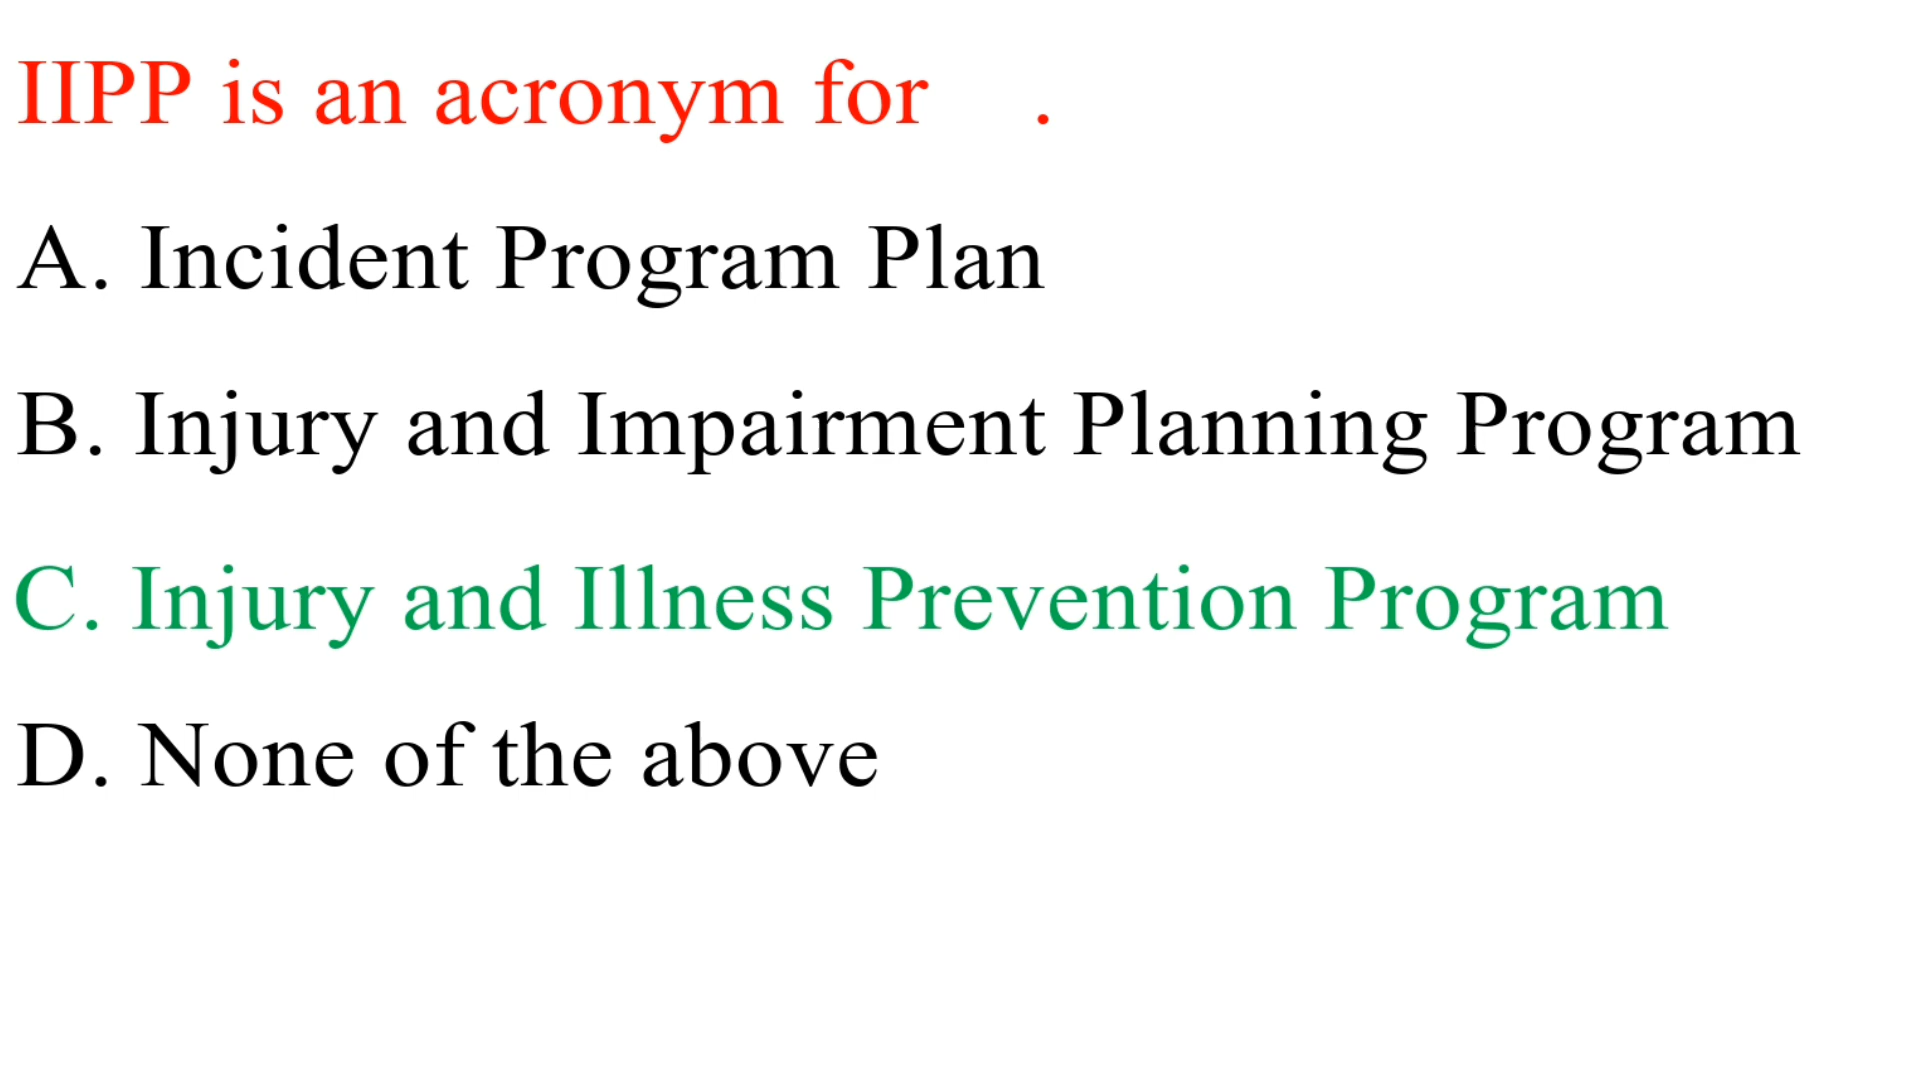 IIPP is an acronym for .
A. Incident Program Plan
B. Injury and Impairment Planning Program
C. Injury and Illness Prevention Program
D. None of the above